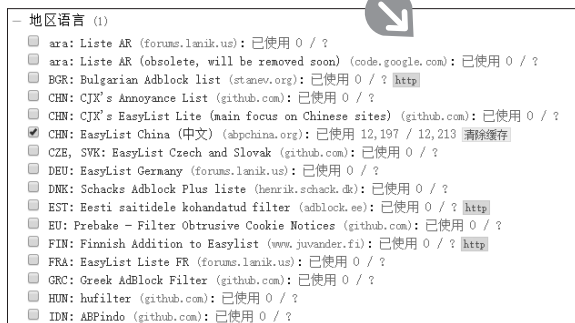 — 地区语言 (1)
ara: Liste AR (forums.lanik.us): 已使用 0 / ?
ara: Liste AR (obsolete, will be removed soon) (code.google.com): 已使用 0 / ?
BGR: Bulgarian Adblock list (stanev.org): 已使用 0 / ? http
CHN: CJX's Annoyance List (github.com): 已使用 0 / ?
CHN: CJX's EasyList Lite (main focus on Chinese sites) (github.com): 已使用 0 / ?
CHN: EasyList China (中文) (abpchina.org): 已使用 12,197 / 12,213 清除缓存
CZE, SVK: EasyList Czech and Slovak (github.com): 已使用 0 / ?
DEU: EasyList Germany (forums.lanik.us): 已使用 0 / ?
DNK: Schacks Adblock Plus liste (henrik.schack.dk): 已使用 0 / ?
EST: Eesti saitidele kohandatud filter (adblock.ee): 已使用 0 / ? http
EU: Prebake - Filter Obtrusive Cookie Notices (github.com): 已使用 0 / ?
FIN: Finnish Addition to Easylist (www.juvander.fi): 已使用 0 / ? http
FRA: EasyList Liste FR (forums.lanik.us): 已使用 0 / ?
GRC: Greek AdBlock Filter (github.com): 已使用 0 / ?
HUN: hufilter (github.com): 已使用 0 / ?
IDN: ABPindo (github.com): 已使用 0 / ?